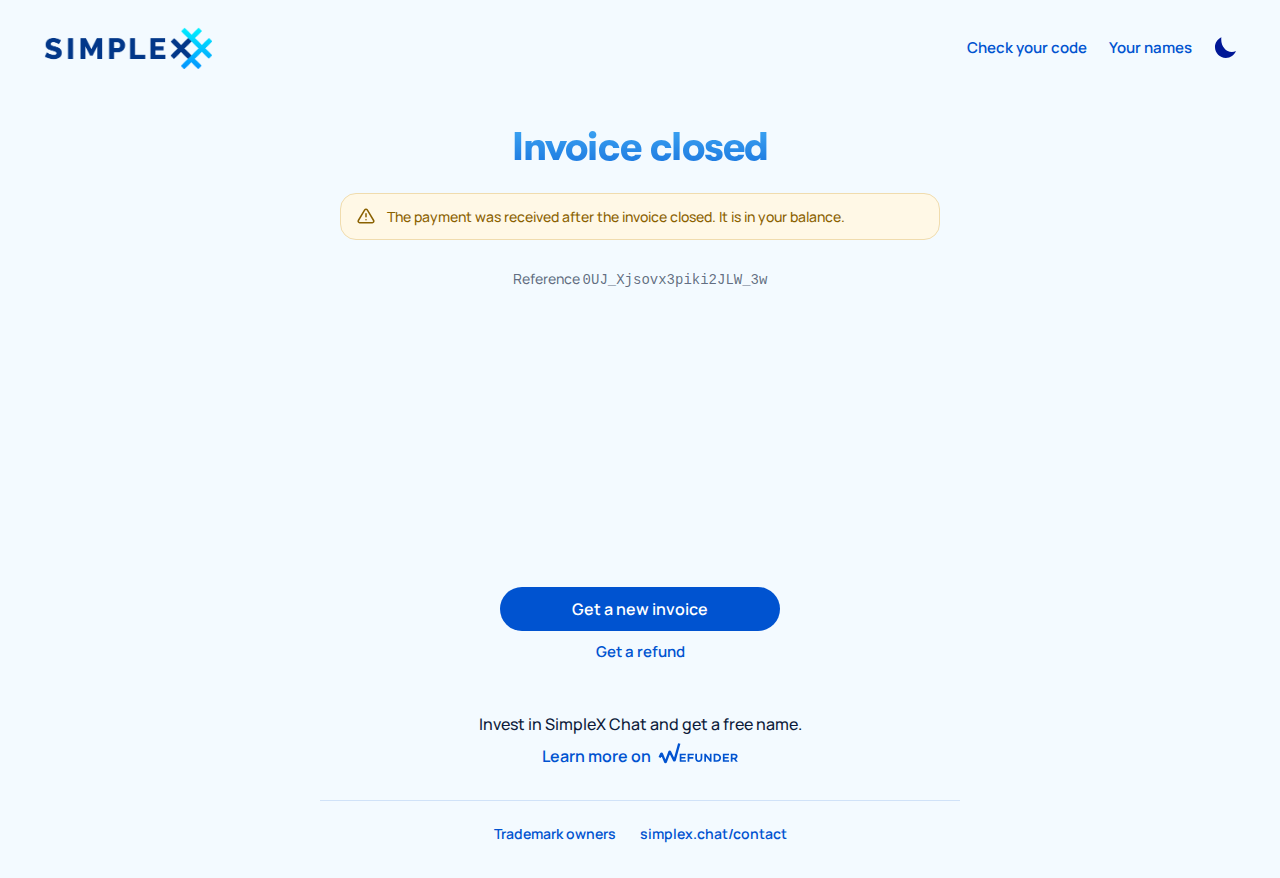 SIMPLEX
Check your code
Your names
Invoice closed
The payment was received after the invoice closed. It is in your balance.
Reference 0UJ_Xjsovx3piki2JLW_3w
Get a new invoice
Get a refund
Invest in SimpleX Chat and get a free name.
Learn more on WEFUNDER
Trademark owners
simplex.chat/contact